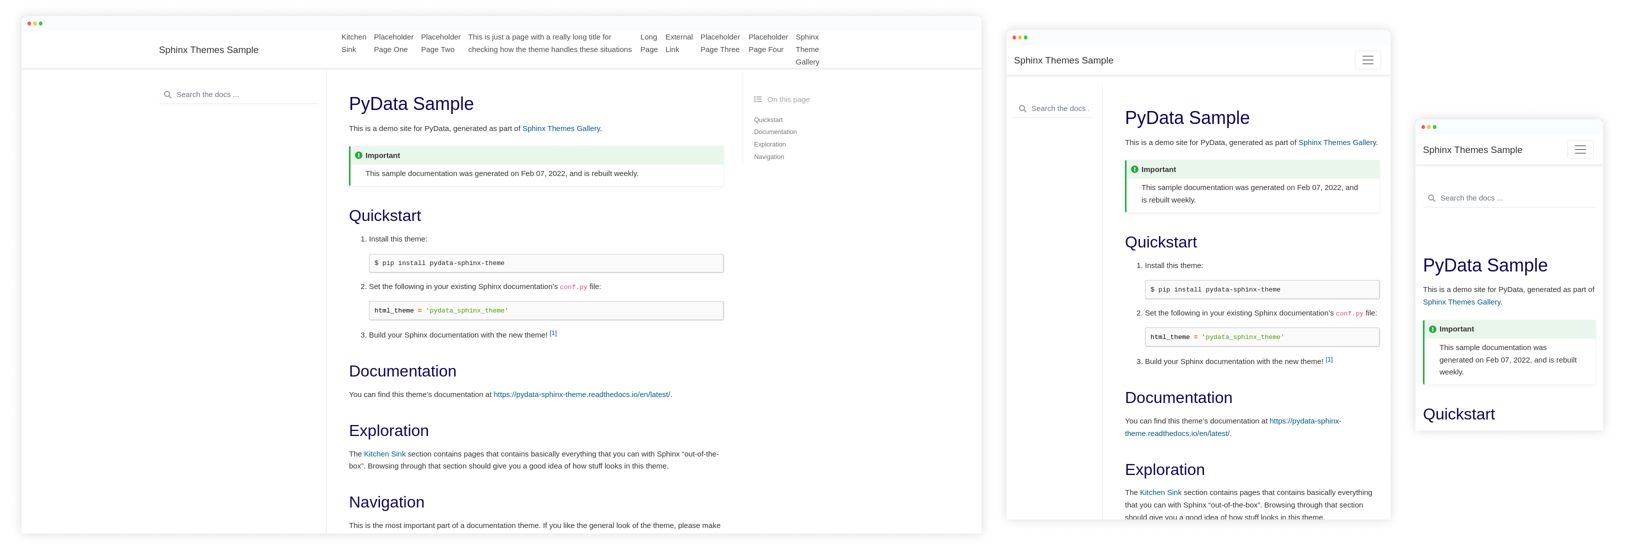 Sphinx Themes Sample
Kitchen Sink
Placeholder Page One
Placeholder Page Two
This is just a page with a really long title for checking how the theme handles these situations
Long Page
External Link
Placeholder Page Three
Placeholder Page Four
Sphinx Theme Gallery
Search the docs ...
PyData Sample
This is a demo site for PyData, generated as part of Sphinx Themes Gallery.
Important
This sample documentation was generated on Feb 07, 2022, and is rebuilt weekly.
Quickstart
1. Install this theme:
$ pip install pydata-sphinx-theme
2. Set the following in your existing Sphinx documentation's conf.py file:
html_theme = 'pydata_sphinx_theme'
3. Build your Sphinx documentation with the new theme! [1]
Documentation
You can find this theme's documentation at https://pydata-sphinx-theme.readthedocs.io/en/latest/.
Exploration
The Kitchen Sink section contains pages that contains basically everything that you can with Sphinx "out-of-the-
box". Browsing through that section should give you a good idea of how stuff looks in this theme.
Navigation
This is the most important part of a documentation theme. If you like the general look of the theme, please make
On this page
Quickstart
Documentation
Exploration
Navigation
Sphinx Themes Sample
Search the docs .
PyData Sample
This is a demo site for PyData, generated as part of Sphinx Themes Gallery.
Important
This sample documentation was generated on Feb 07, 2022, and
is rebuilt weekly.
Quickstart
1. Install this theme:
$ pip install pydata-sphinx-theme
2. Set the following in your existing Sphinx documentation's conf.py file:
html_theme = 'pydata_sphinx_theme'
3. Build your Sphinx documentation with the new theme! [1]
Documentation
You can find this theme's documentation at https://pydata-sphinx-
theme.readthedocs.io/en/latest/.
Exploration
The Kitchen Sink section contains pages that contains basically everything
that you can with Sphinx "out-of-the-box". Browsing through that section
should give you a good idea of how stuff looks in this theme.
Sphinx Themes Sample
Search the docs ...
PyData Sample
This is a demo site for PyData, generated as part of
Sphinx Themes Gallery.
Important
This sample documentation was
generated on Feb 07, 2022, and is rebuilt
weekly.
Quickstart